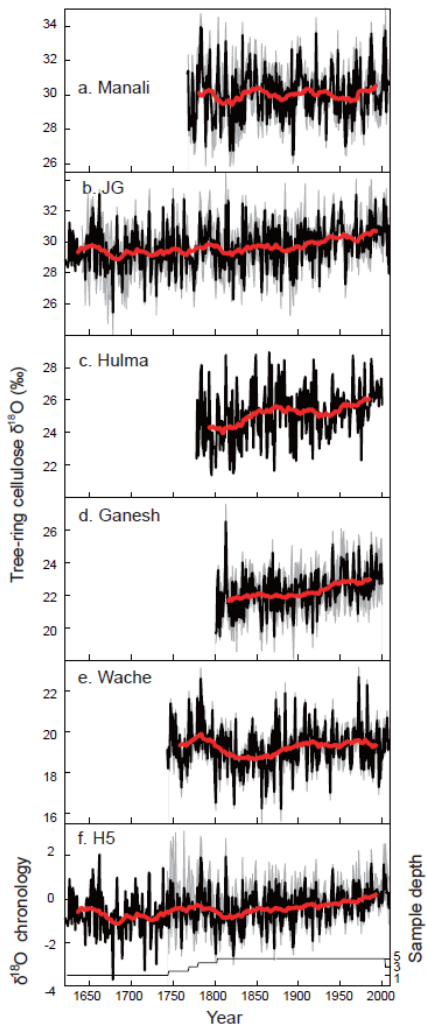 34
32
30
28
26
a. Manali
b. JG
32
30
28
26
c. Hulma
28
26
24
22
d. Ganesh
26
24
22
20
e. Wache
22
20
18
16
f. H5
2
0
-2
-4
5
3
1
Tree-ring cellulose δ¹⁸O (‰)
δ¹⁸O chronology
Sample depth
1650 1700 1750 1800 1850 1900 1950 2000
Year